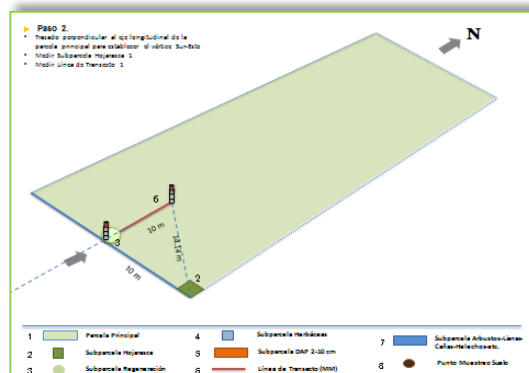 Paso 2.
Trazado perpendicular al eje longitudinal de la
parcela principal para establecer el vértice Sur-Este
Medir Subparcela Hojarasca 1
Medir Línea de Transecto 1
N
6
3
10 m
14.14 m
10 m
2
1 Parcela Principal
2 Subparcela Hojarasca
3 Subparcela Regeneración
4 Subparcela Herbáceas
5 Subparcela DAP 2-10 cm
6 Línea de Transecto (MM)
7 Subparcela Arbustos-Lianas-
Cañas-Helechos-etc.
8 Punto Muestreo Suelo